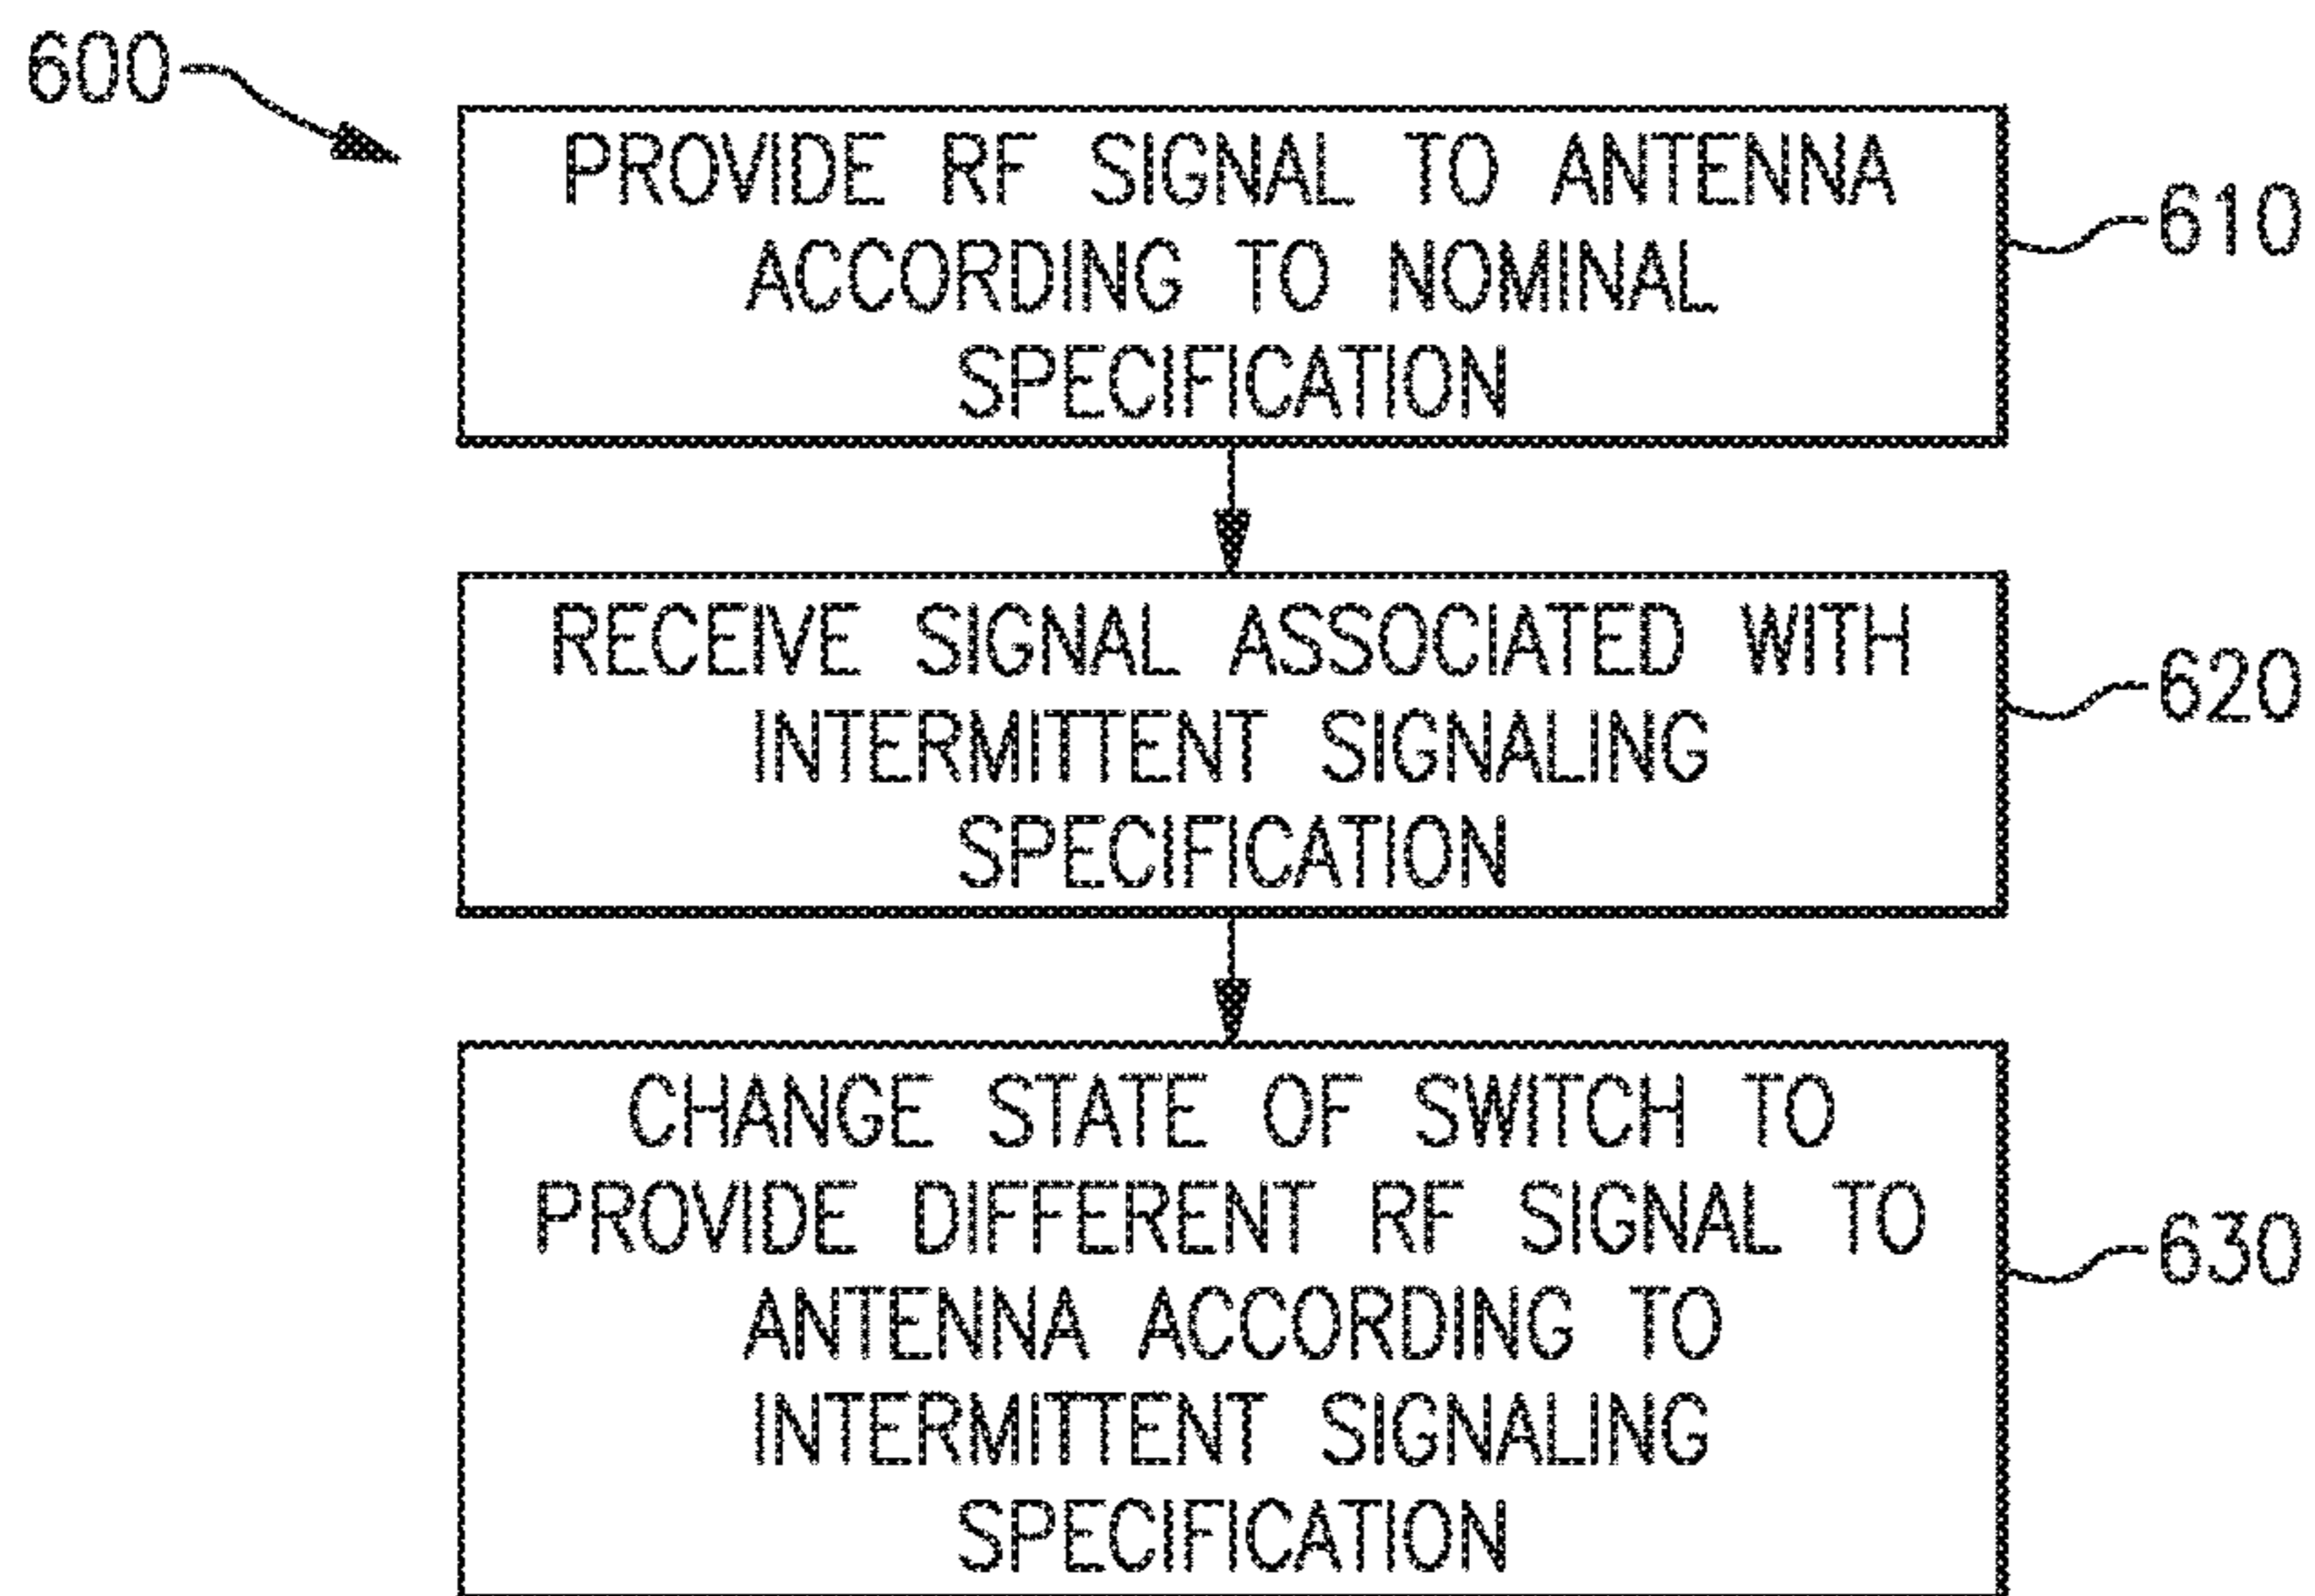 600
PROVIDE RF SIGNAL TO ANTENNA
ACCORDING TO NOMINAL
SPECIFICATION
610
RECEIVE SIGNAL ASSOCIATED WITH
INTERMITTENT SIGNALING
SPECIFICATION
620
CHANGE STATE OF SWITCH TO
PROVIDE DIFFERENT RF SIGNAL TO
ANTENNA ACCORDING TO
INTERMITTENT SIGNALING
SPECIFICATION
630